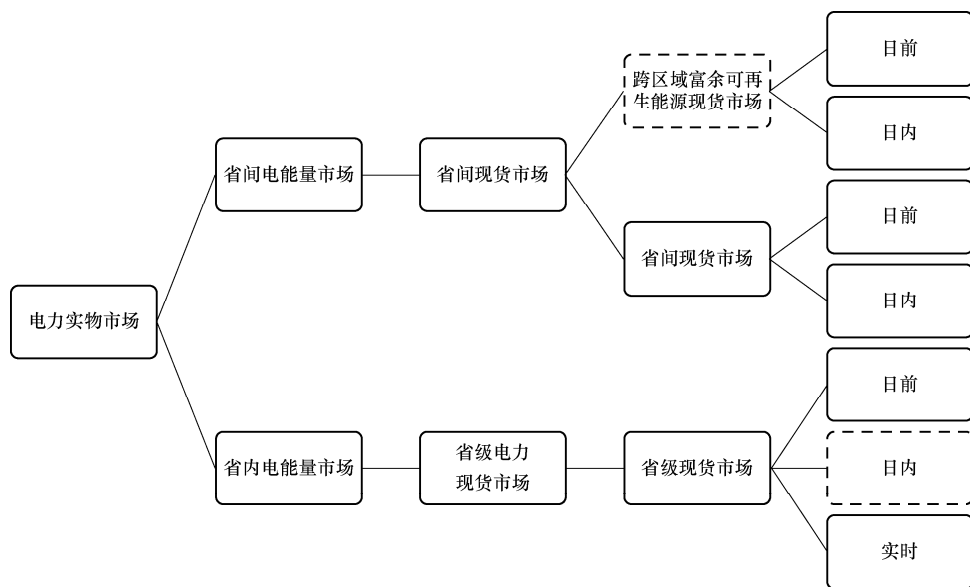 日前
跨区域富余可再
生能源现货市场
日内
省间电能量市场
省间现货市场
日前
省间现货市场
日内
电力实物市场
日前
省内电能量市场
省级电力
现货市场
省级现货市场
日内
实时